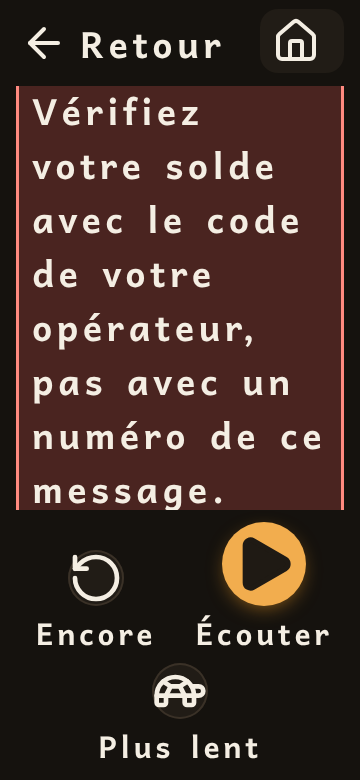 Retour
Vérifiez
votre solde
avec le code
de votre
opérateur,
pas avec un
numéro de ce
message.
Encore
Écouter
Plus lent